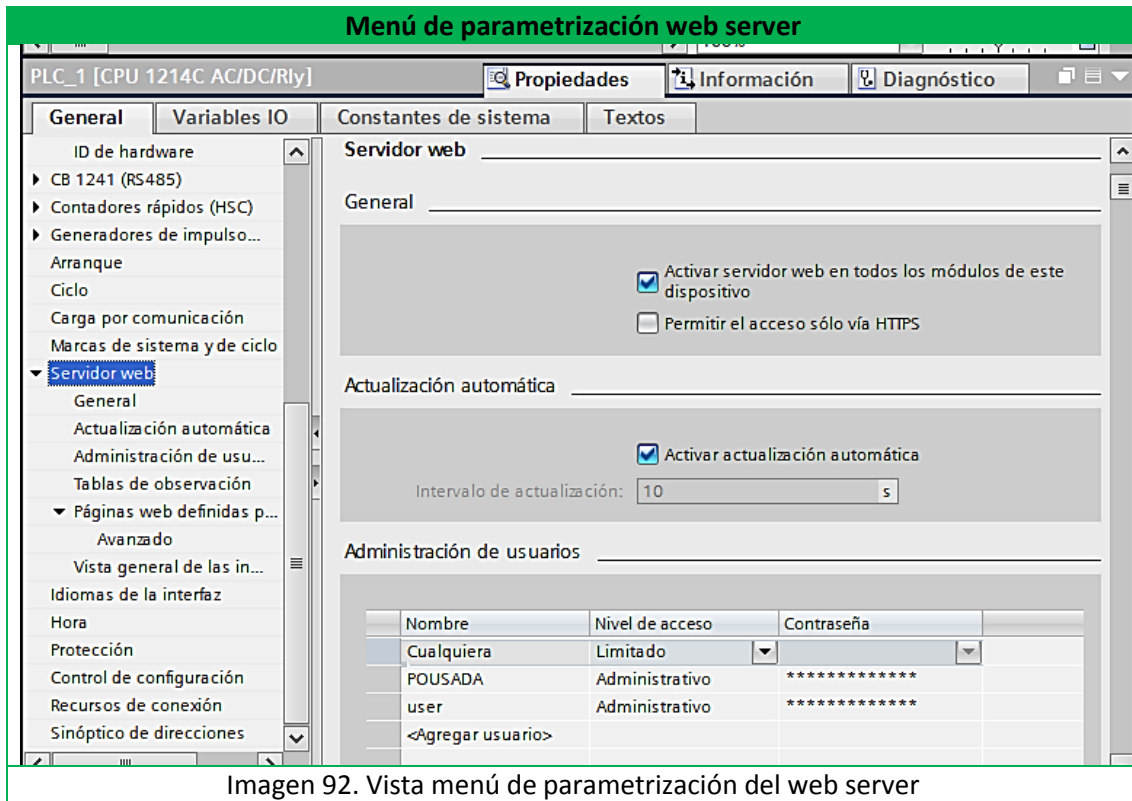 Menú de parametrización web server
PLC_1 [CPU 1214C AC/DC/Rly]
Propiedades
Información
Diagnóstico
General
Variables IO
Constantes de sistema
Textos
ID de hardware
CB 1241 (RS485)
Contadores rápidos (HSC)
Generadores de impulso...
Arranque
Ciclo
Carga por comunicación
Marcas de sistema y de ciclo
Servidor web
General
Actualización automática
Administración de usu...
Tablas de observación
Páginas web definidas p...
Avanzado
Vista general de las in...
Idiomas de la interfaz
Hora
Protección
Control de configuración
Recursos de conexión
Sinóptico de direcciones
Servidor web
General
Activar servidor web en todos los módulos de este
dispositivo
Permitir el acceso sólo vía HTTPS
Actualización automática
Activar actualización automática
Intervalo de actualización: 10 s
Administración de usuarios
Nombre Nivel de acceso Contraseña
Cualquiera Limitado
POUSADA Administrativo *************
user Administrativo *************
<Agregar usuario>
Imagen 92. Vista menú de parametrización del web server